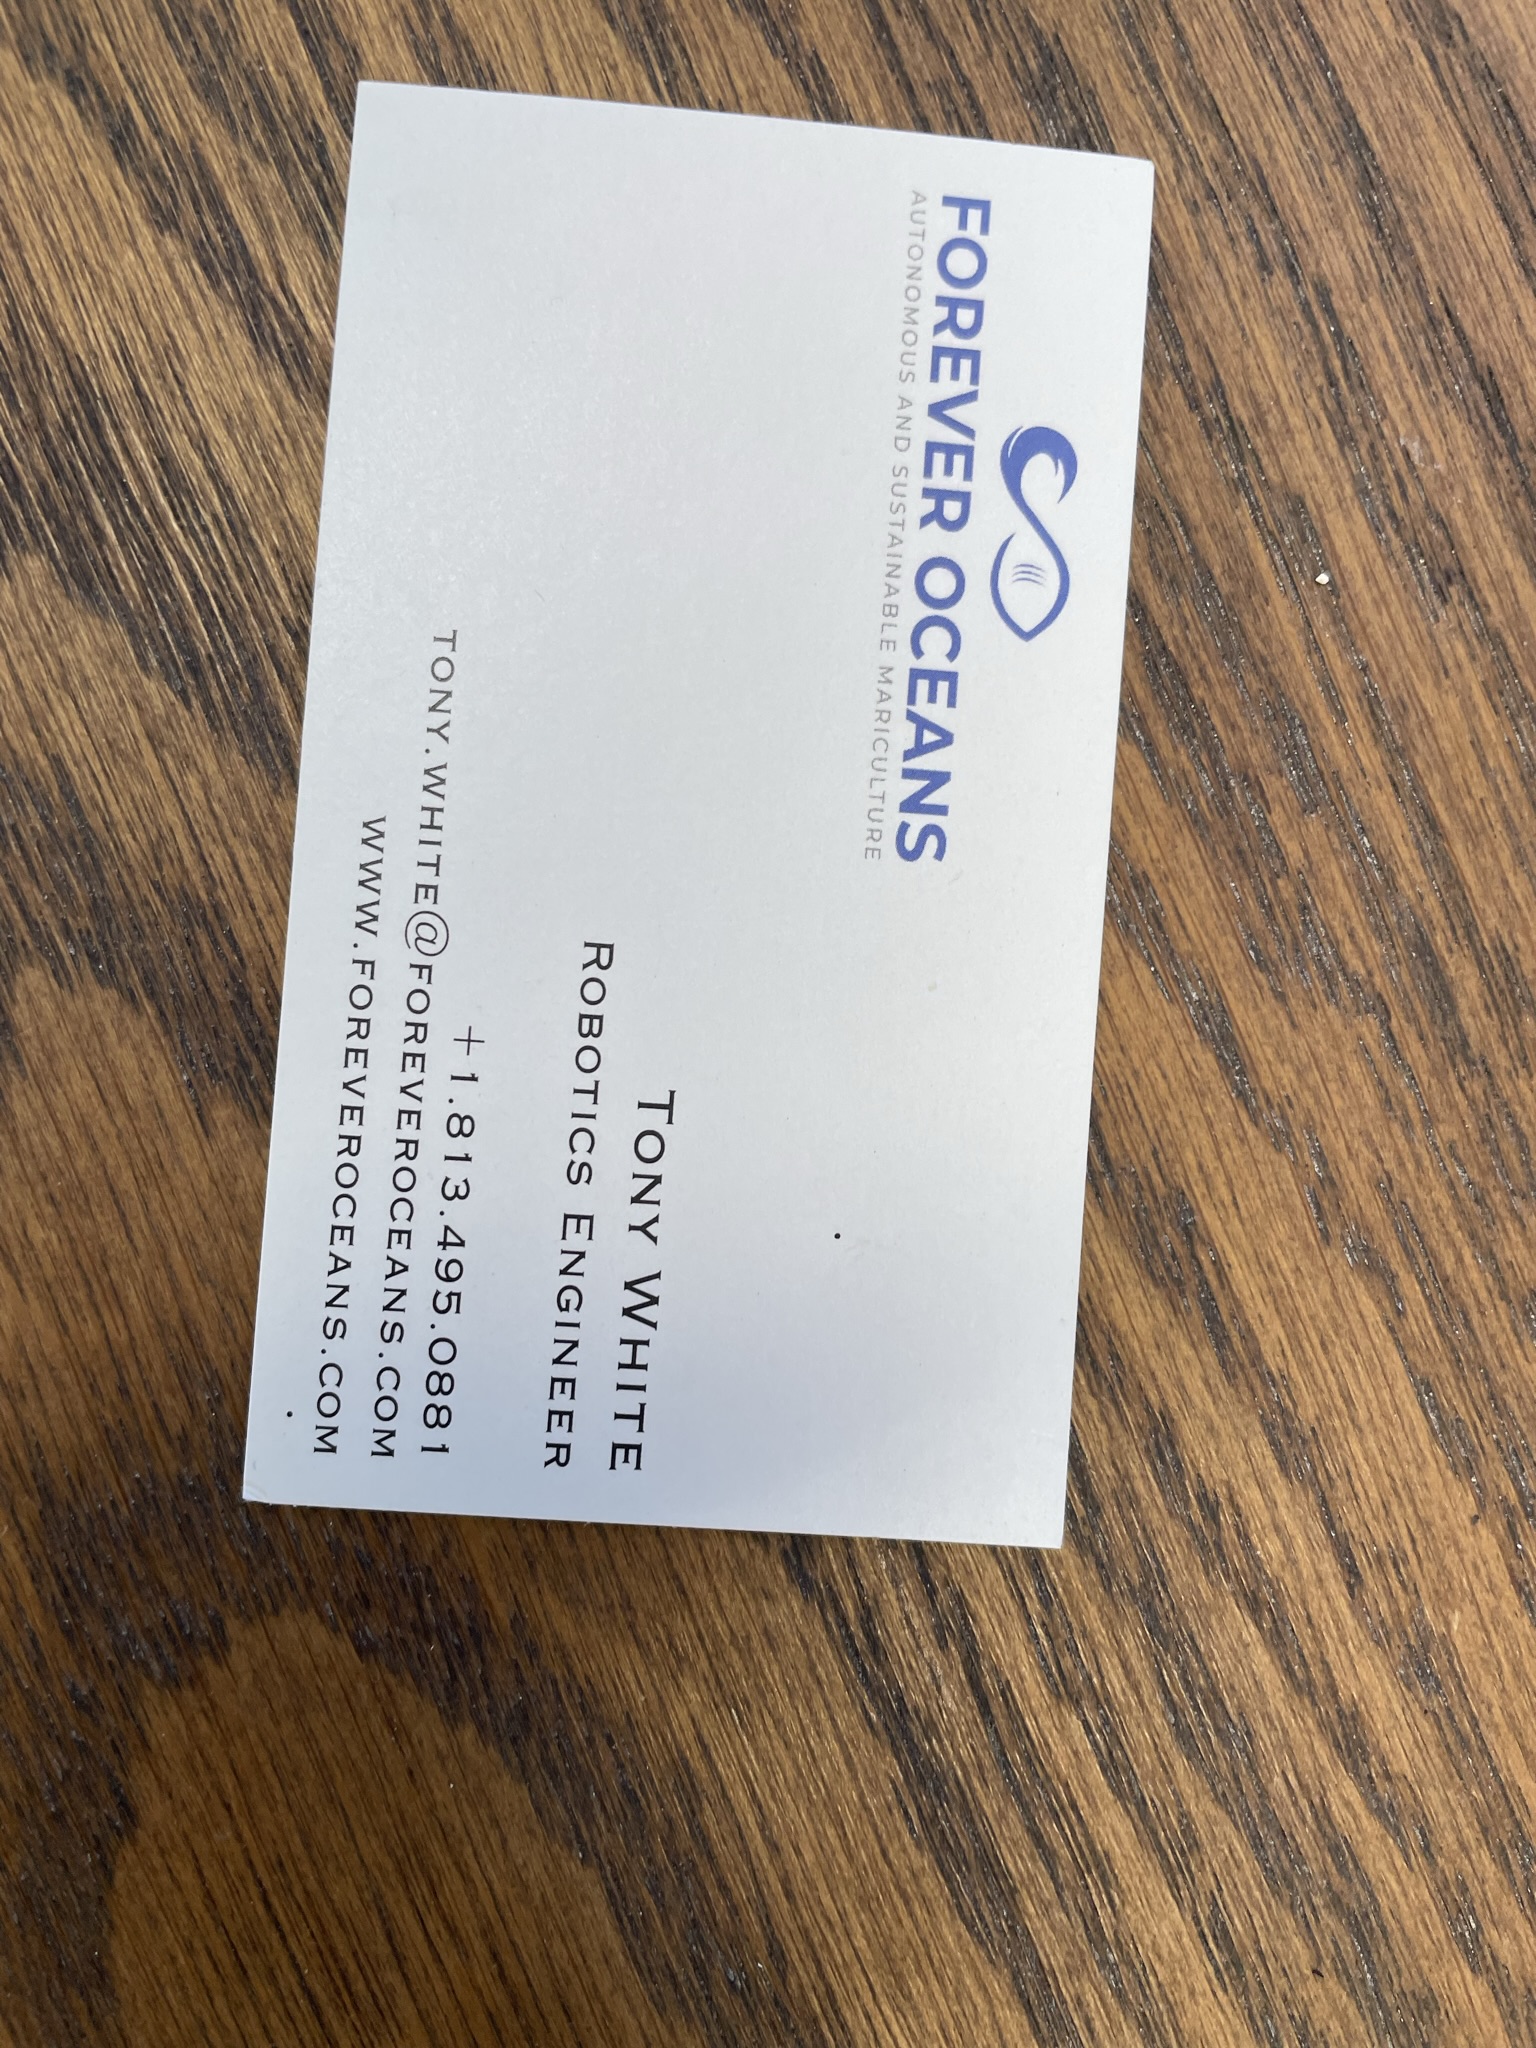 FOREVER OCEANS
AUTONOMOUS AND SUSTAINABLE MARICULTURE
TONY WHITE
ROBOTICS ENGINEER
+1.813.495.0881
TONY.WHITE@FOREVEROCEANS.COM
WWW.FOREVEROCEANS.COM